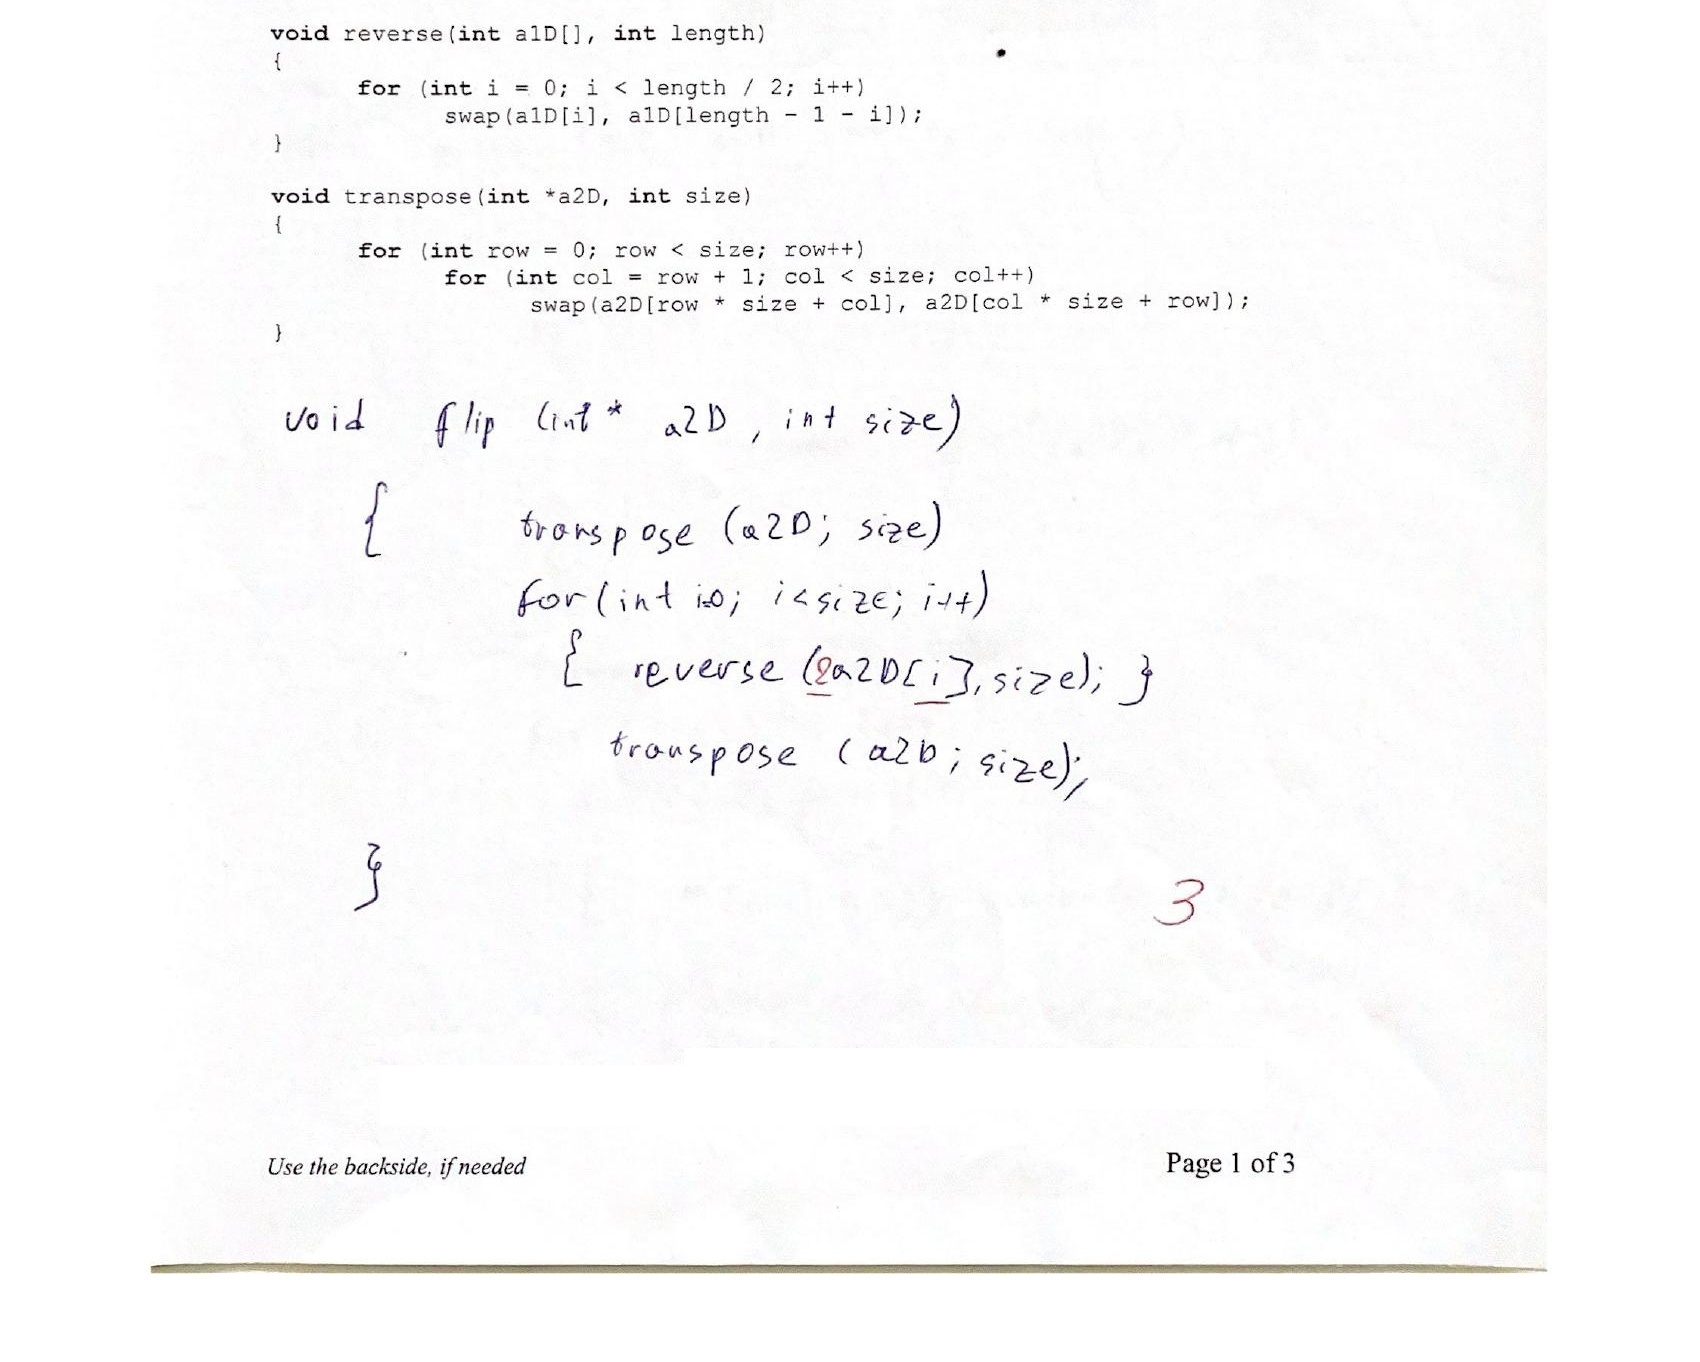 void reverse(int a1D[], int length)
{
for (int i = 0; i < length / 2; i++)
swap(a1D[i], a1D[length - 1 - i]);
}
void transpose(int *a2D, int size)
{
for (int row = 0; row < size; row++)
for (int col = row + 1; col < size; col++)
swap(a2D[row * size + col], a2D[col * size + row]);
}
void flip (int* a2D, int size)
{ transpose (a2D; size)
for (int i=0; i<size; i++)
{ reverse (&a2D[i], size); }
transpose (a2D; size);
}
3
Use the backside, if needed Page 1 of 3